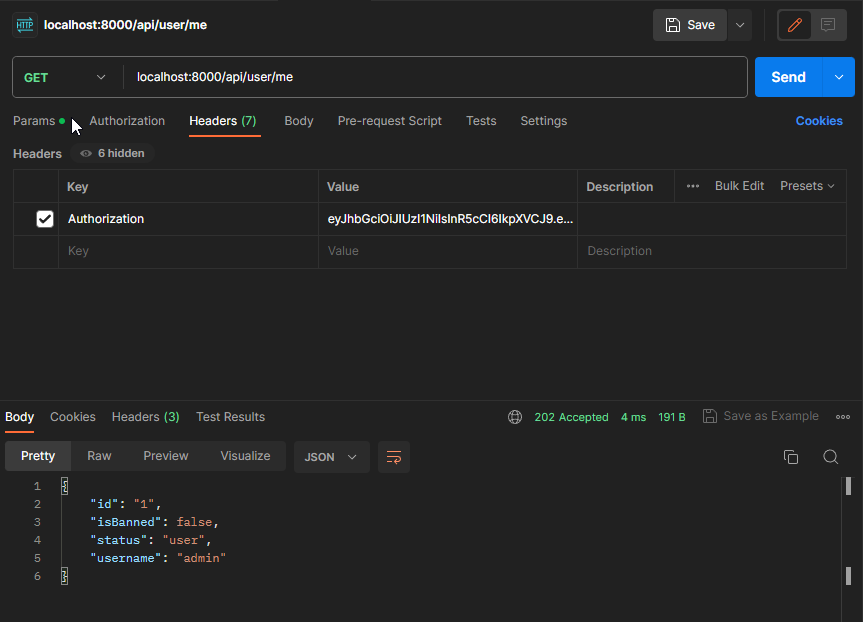 HTTP localhost:8000/api/user/me Save
GET localhost:8000/api/user/me Send
Params Authorization Headers (7) Body Pre-request Script Tests Settings Cookies
Headers 6 hidden
Key Value Description ••• Bulk Edit Presets
Authorization eyJhbGciOiJIUzI1NiIsInR5cCI6IkpXVCJ9.e...
Key Value Description
Body Cookies Headers (3) Test Results 202 Accepted 4 ms 191 B Save as Example
Pretty Raw Preview Visualize JSON
1 {
2 "id": "1",
3 "isBanned": false,
4 "status": "user",
5 "username": "admin"
6 }